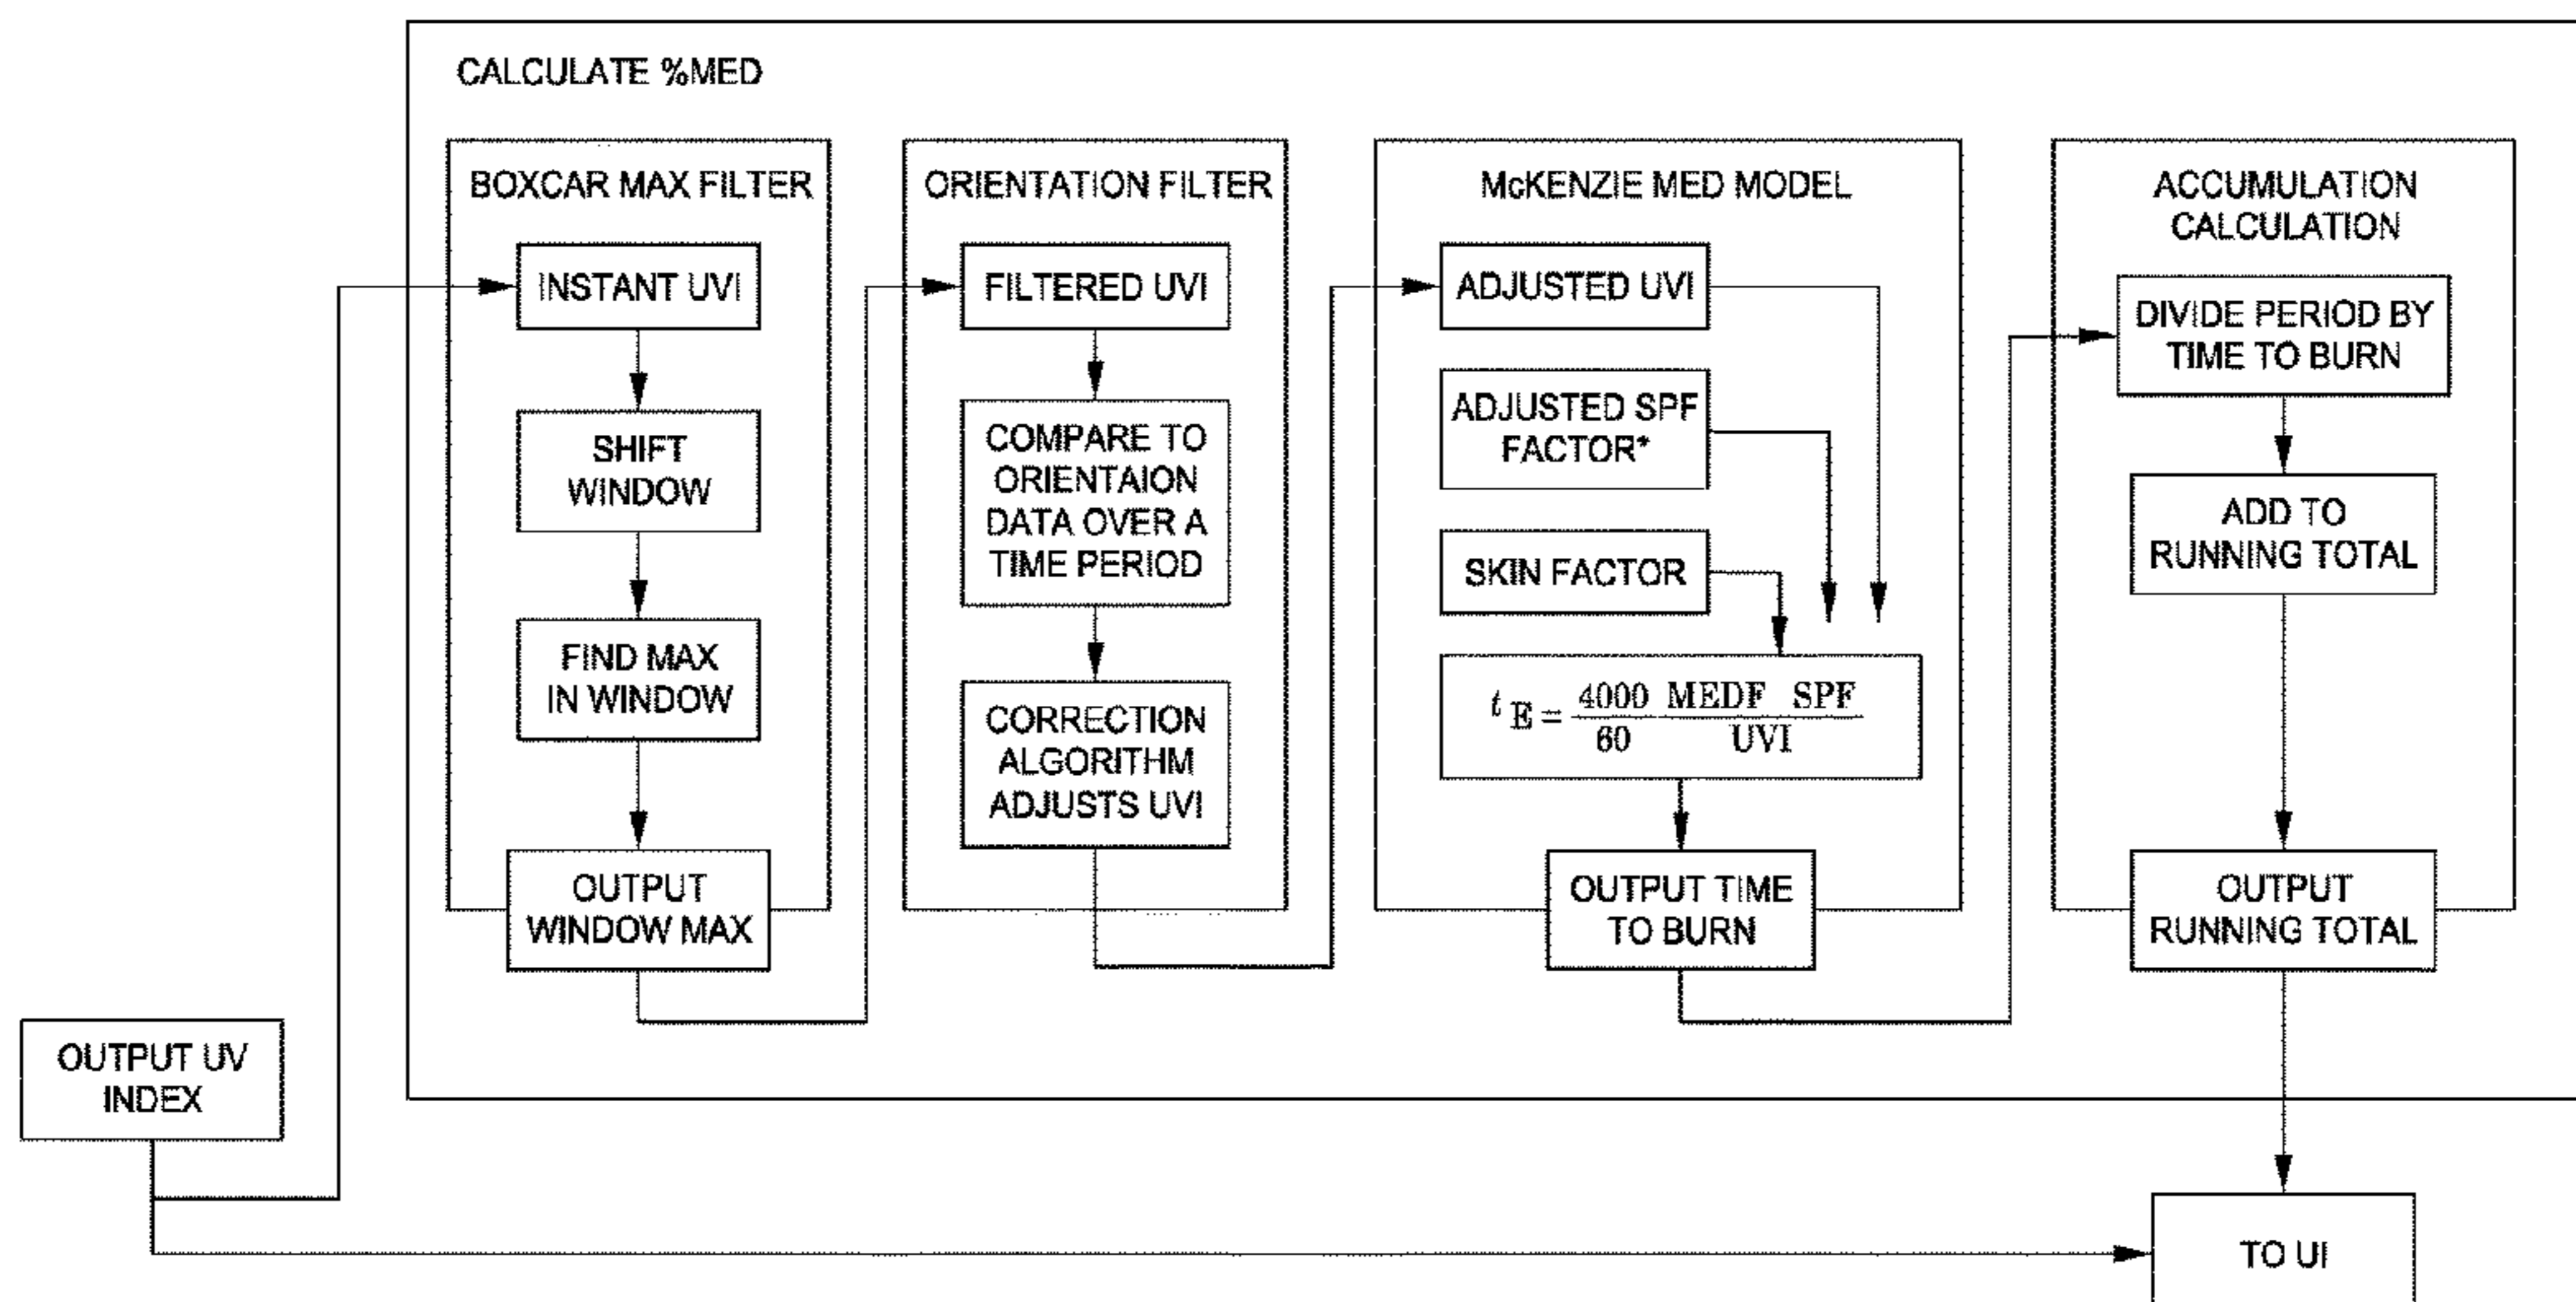 CALCULATE %MED
BOXCAR MAX FILTER
INSTANT UVI
SHIFT
WINDOW
FIND MAX
IN WINDOW
OUTPUT
WINDOW MAX
ORIENTATION FILTER
FILTERED UVI
COMPARE TO
ORIENTAION
DATA OVER A
TIME PERIOD
CORRECTION
ALGORITHM
ADJUSTS UVI
McKENZIE MED MODEL
ADJUSTED UVI
ADJUSTED SPF
FACTOR*
SKIN FACTOR
t E = 4000 MEDF SPF
60 UVI
OUTPUT TIME
TO BURN
ACCUMULATION
CALCULATION
DIVIDE PERIOD BY
TIME TO BURN
ADD TO
RUNNING TOTAL
OUTPUT
RUNNING TOTAL
OUTPUT UV
INDEX
TO UI